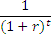 1
(1 + r)^t